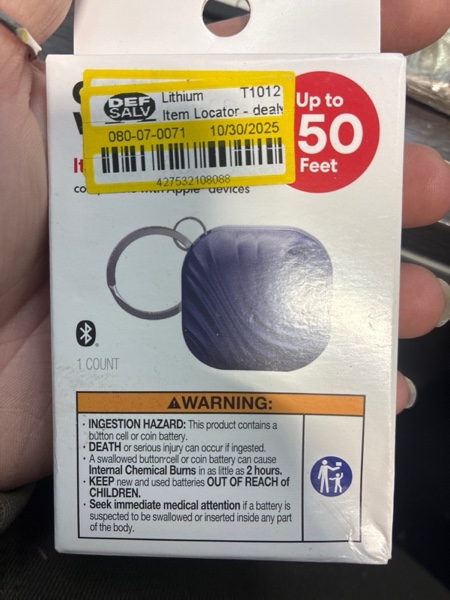 DEF
SALV
Lithium T1012
Item Locator - deal
080-07-0071 10/30/2025
427532108088
Up to
50
Feet
with Apple devices
1 COUNT
WARNING:
· INGESTION HAZARD: This product contains a
button cell or coin battery.
· DEATH or serious injury can occur if ingested.
· A swallowed button cell or coin battery can cause
Internal Chemical Burns in as little as 2 hours.
· KEEP new and used batteries OUT OF REACH of
CHILDREN.
· Seek immediate medical attention if a battery is
suspected to be swallowed or inserted inside any part
of the body.